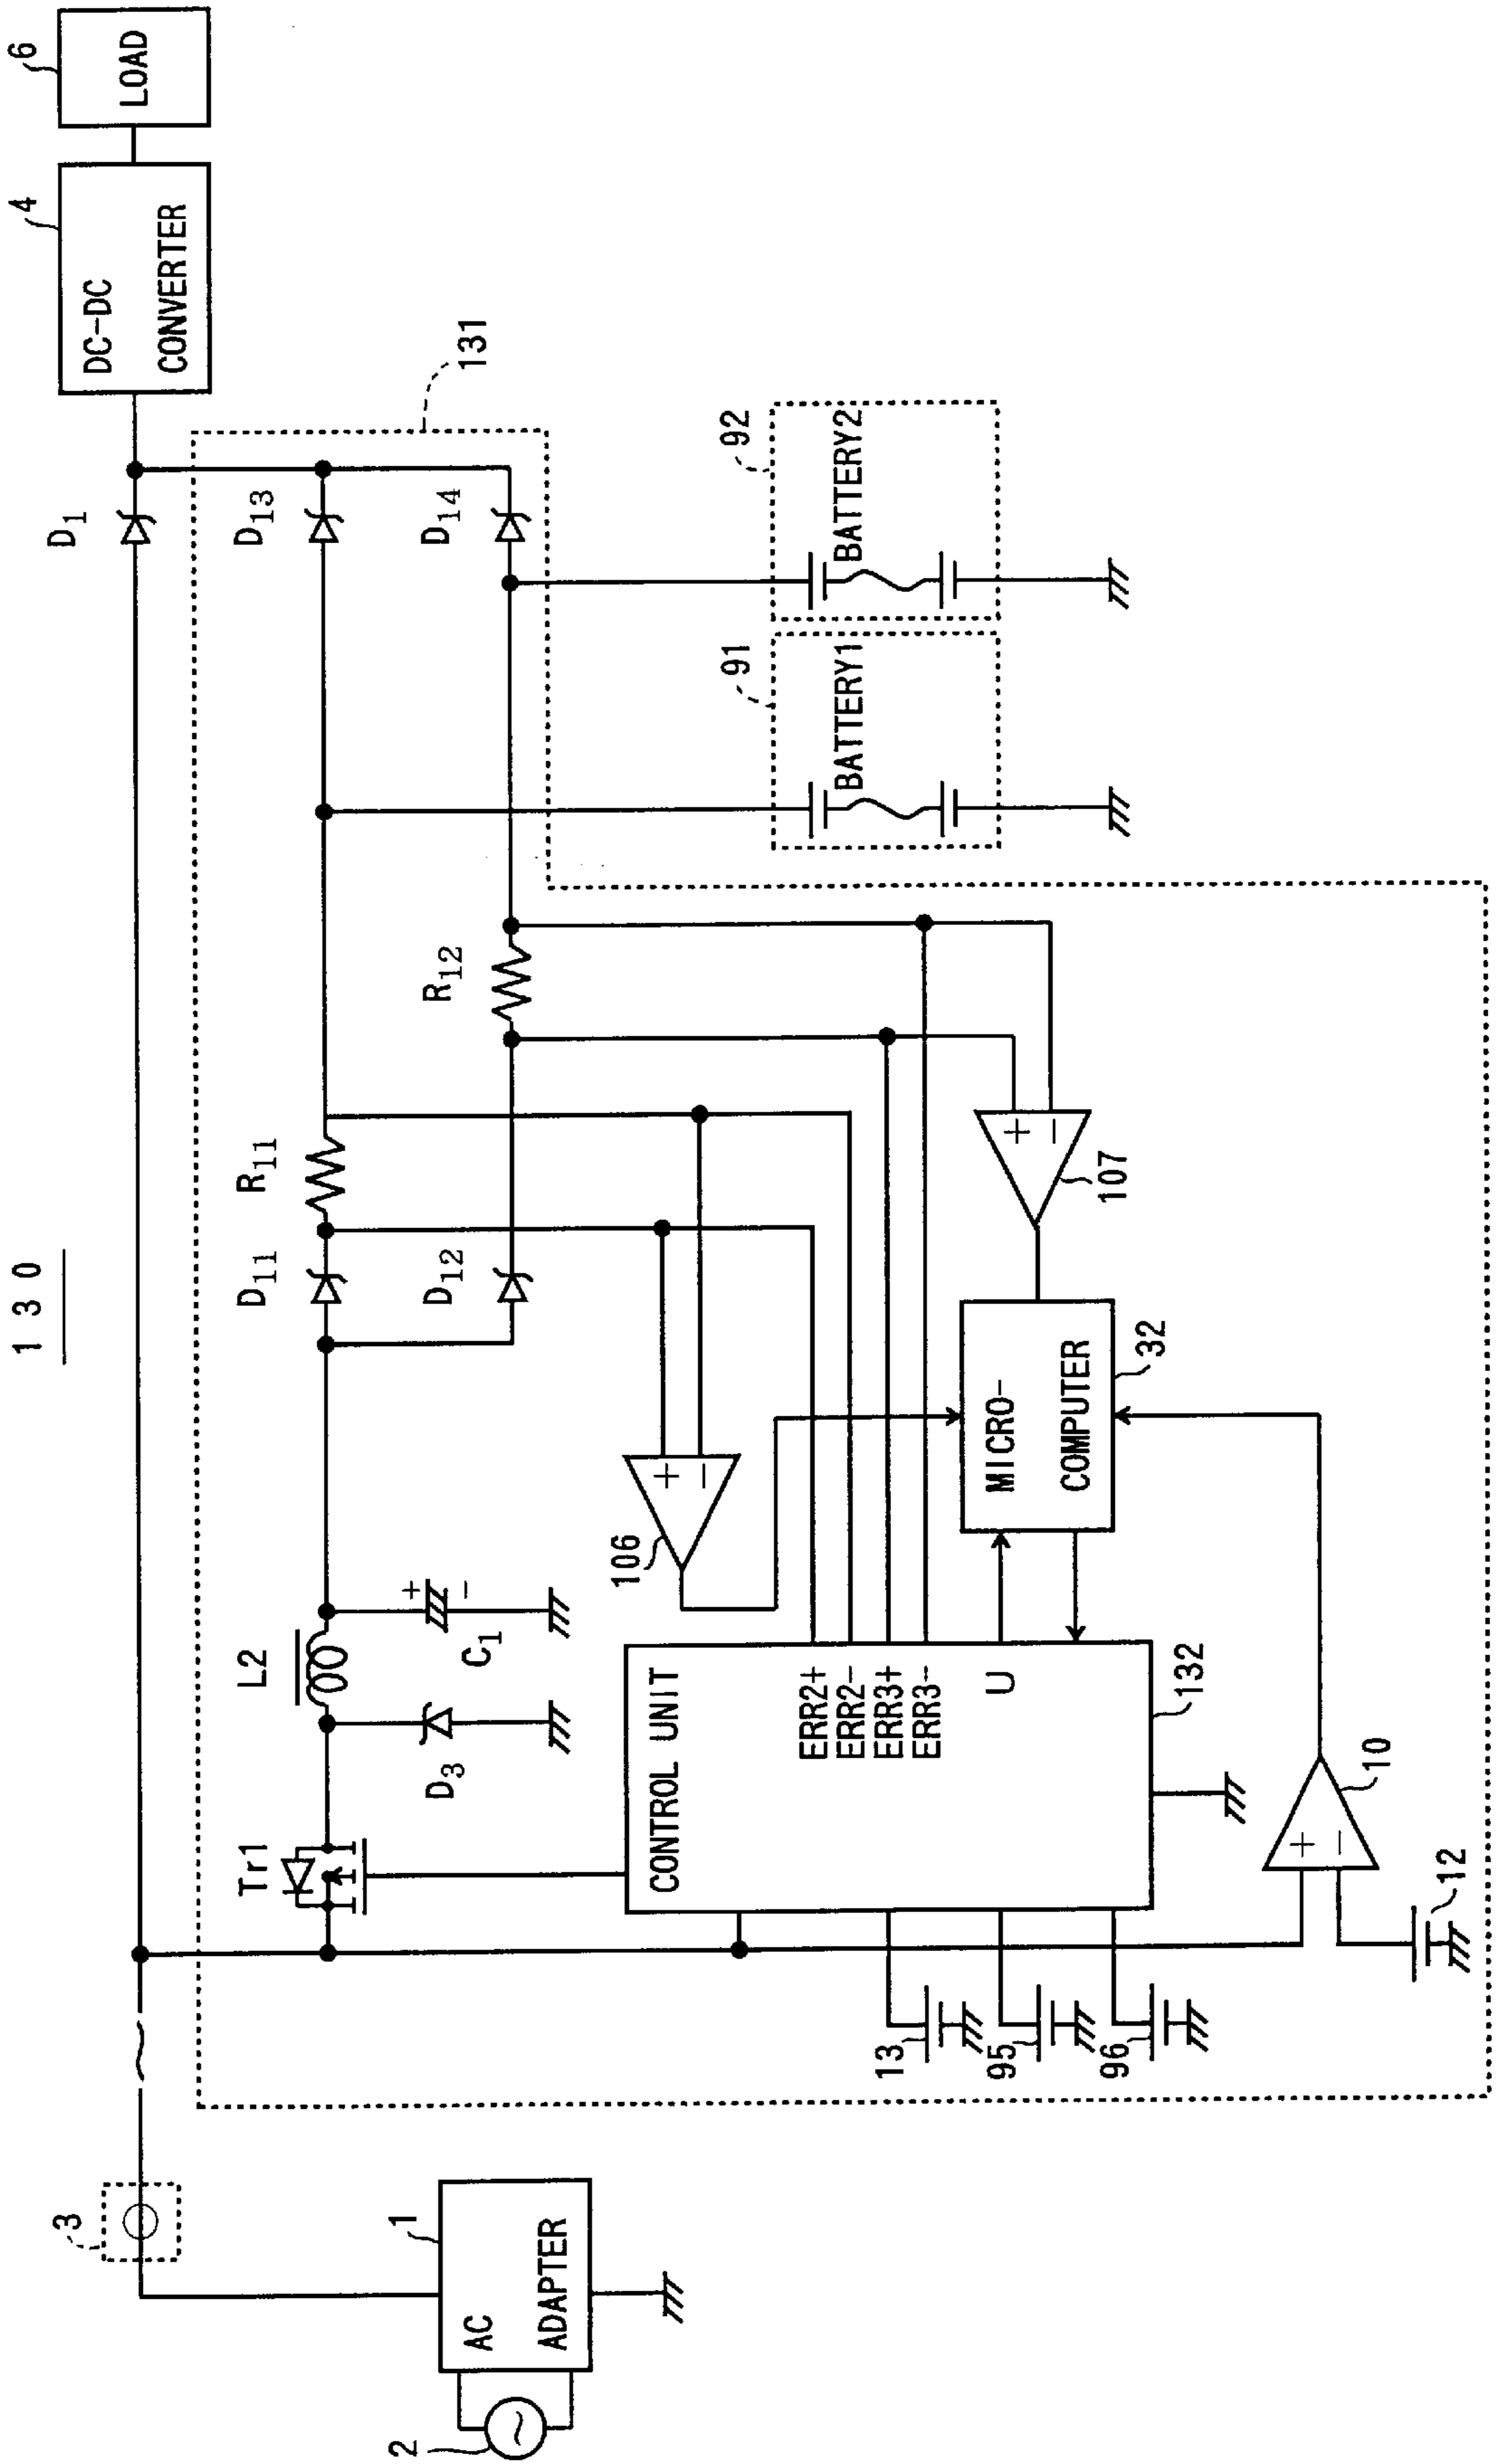 130
3
1
AC
ADAPTER
2
D1
4
DC-DC
CONVERTER
6
LOAD
131
Tr1
L2
D3
C1
+
−
D11
R11
D13
D12
R12
D14
106
+
−
91
BATTERY1
92
BATTERY2
CONTROL UNIT
ERR2+
ERR2-
ERR3+
ERR3-
U
132
MICRO-
COMPUTER
32
107
+
−
13
95
96
10
+
−
12